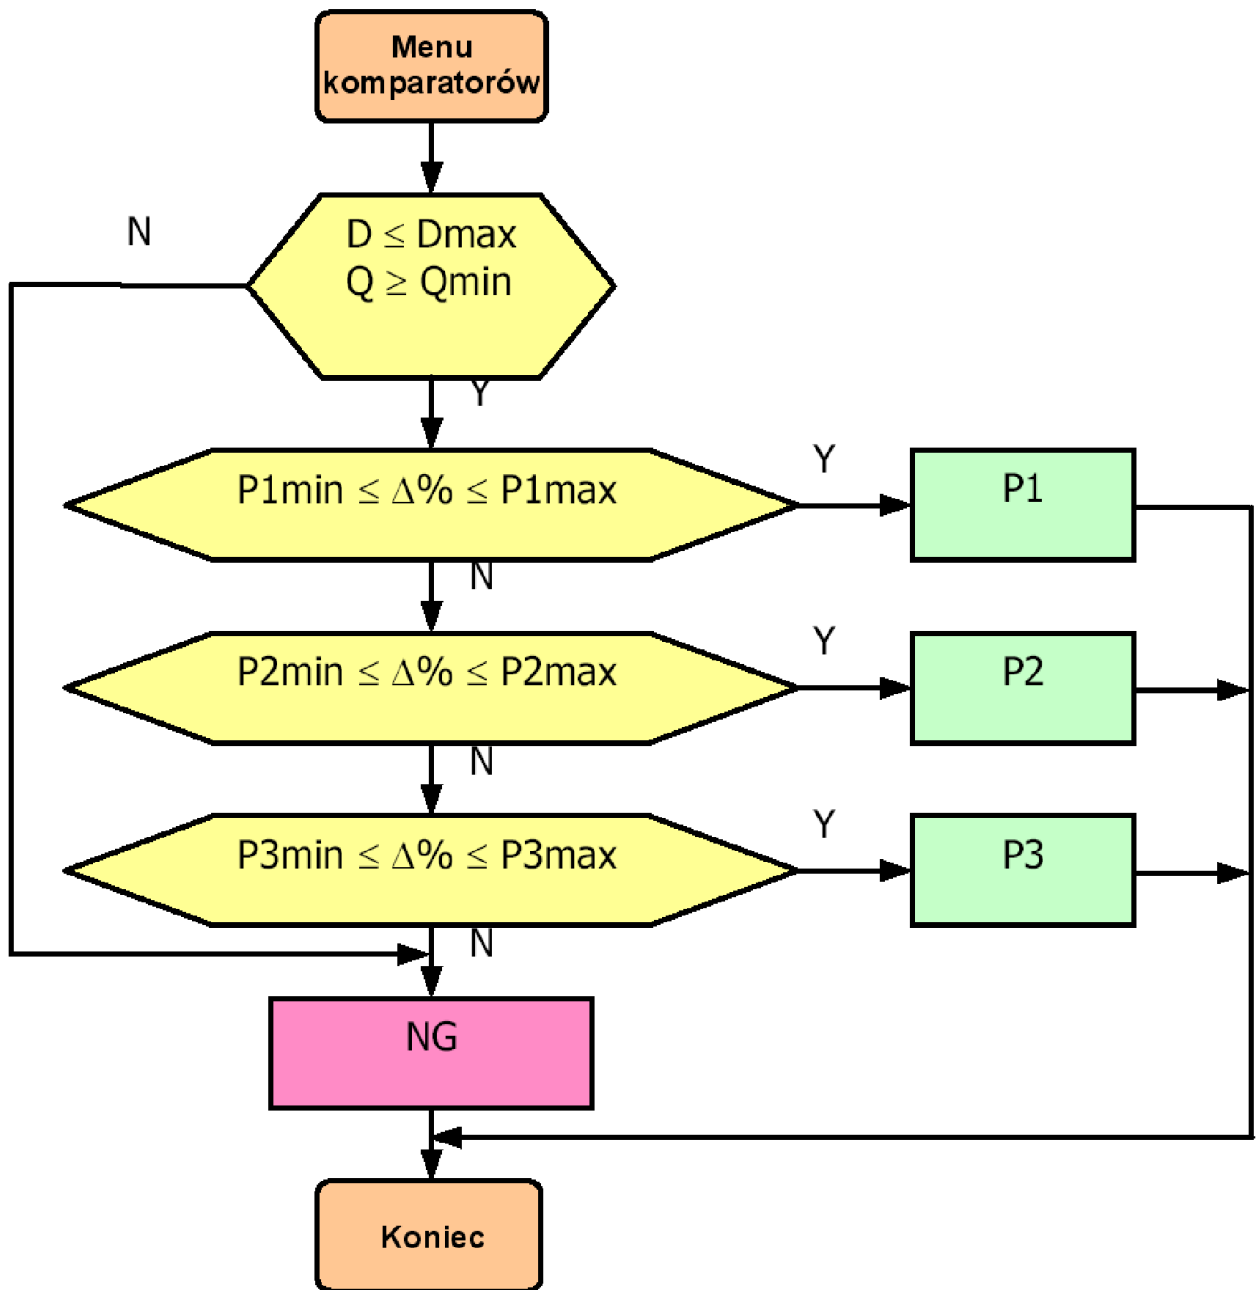 Menu
komparatorów
N
D ≤ Dmax
Q ≥ Qmin
Y
P1min ≤ Δ% ≤ P1max
Y
P1
N
P2min ≤ Δ% ≤ P2max
Y
P2
N
P3min ≤ Δ% ≤ P3max
Y
P3
N
NG
Koniec